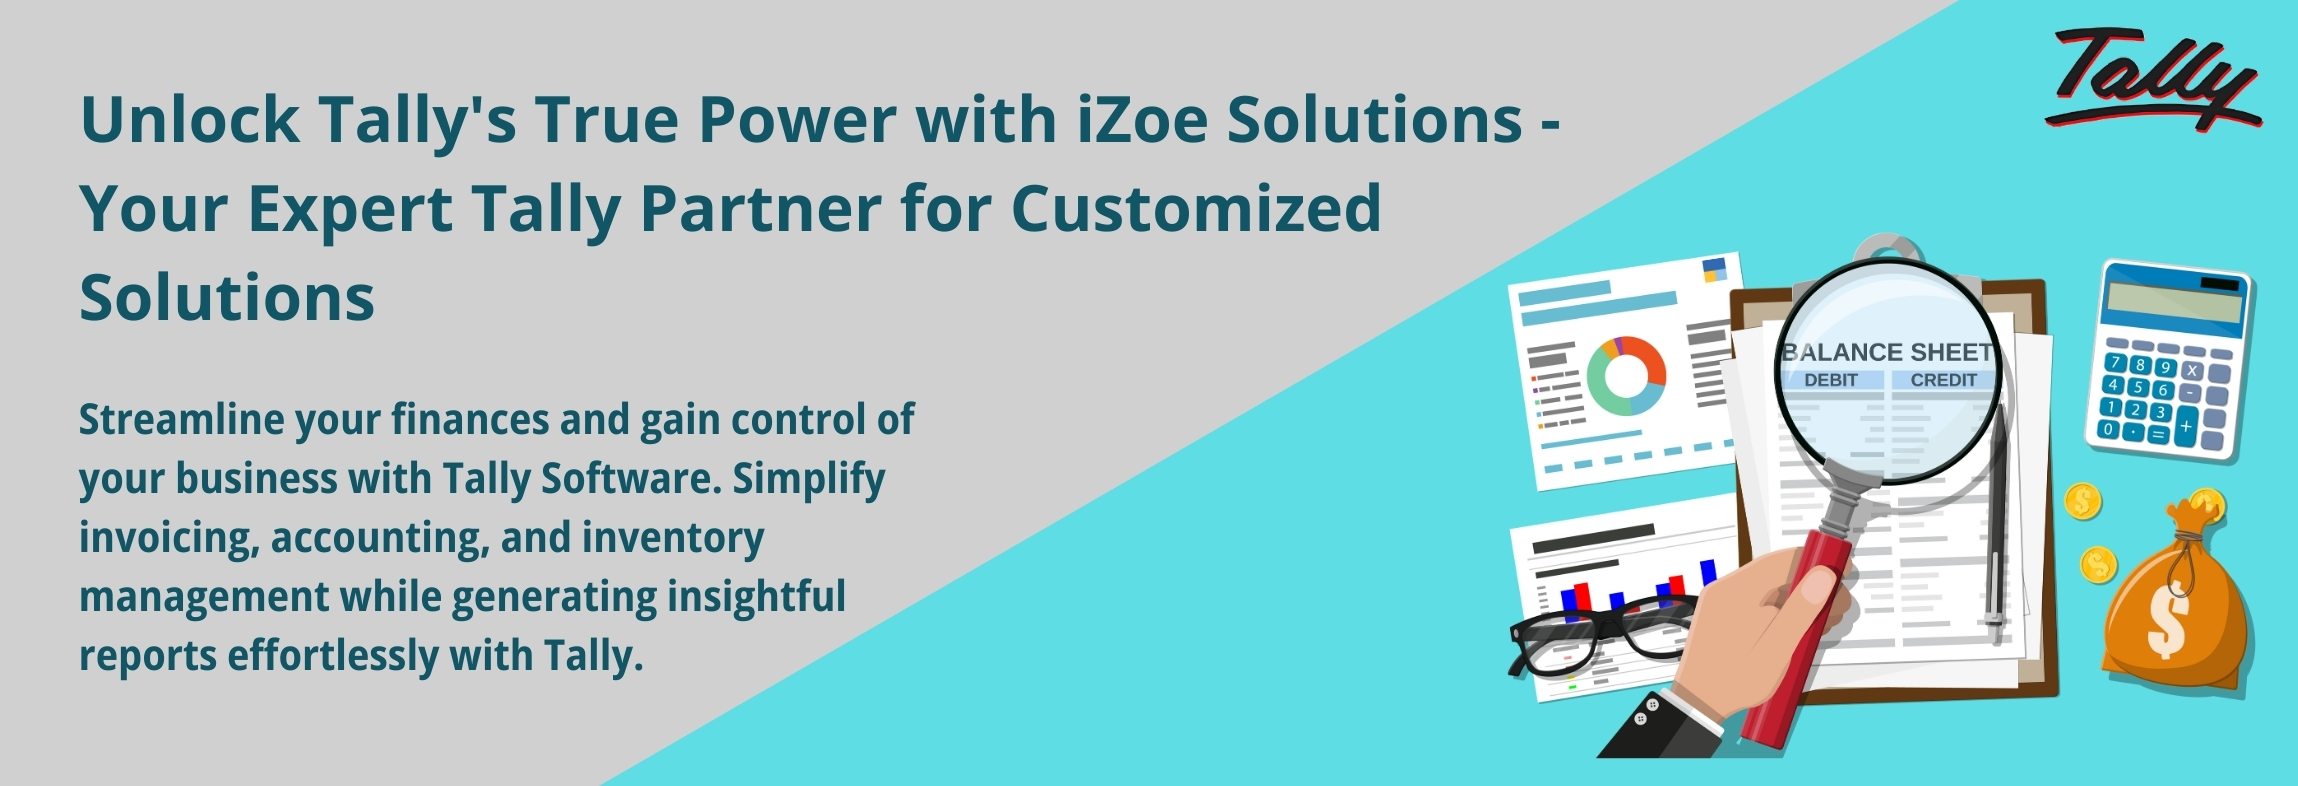 Tally
Unlock Tally's True Power with iZoe Solutions -
Your Expert Tally Partner for Customized
Solutions
Streamline your finances and gain control of
your business with Tally Software. Simplify
invoicing, accounting, and inventory
management while generating insightful
reports effortlessly with Tally.
BALANCE SHEET
DEBIT CREDIT
7 8 9 X
4 5 6 -
1 2 3 +
0 · =
$
$
$
$